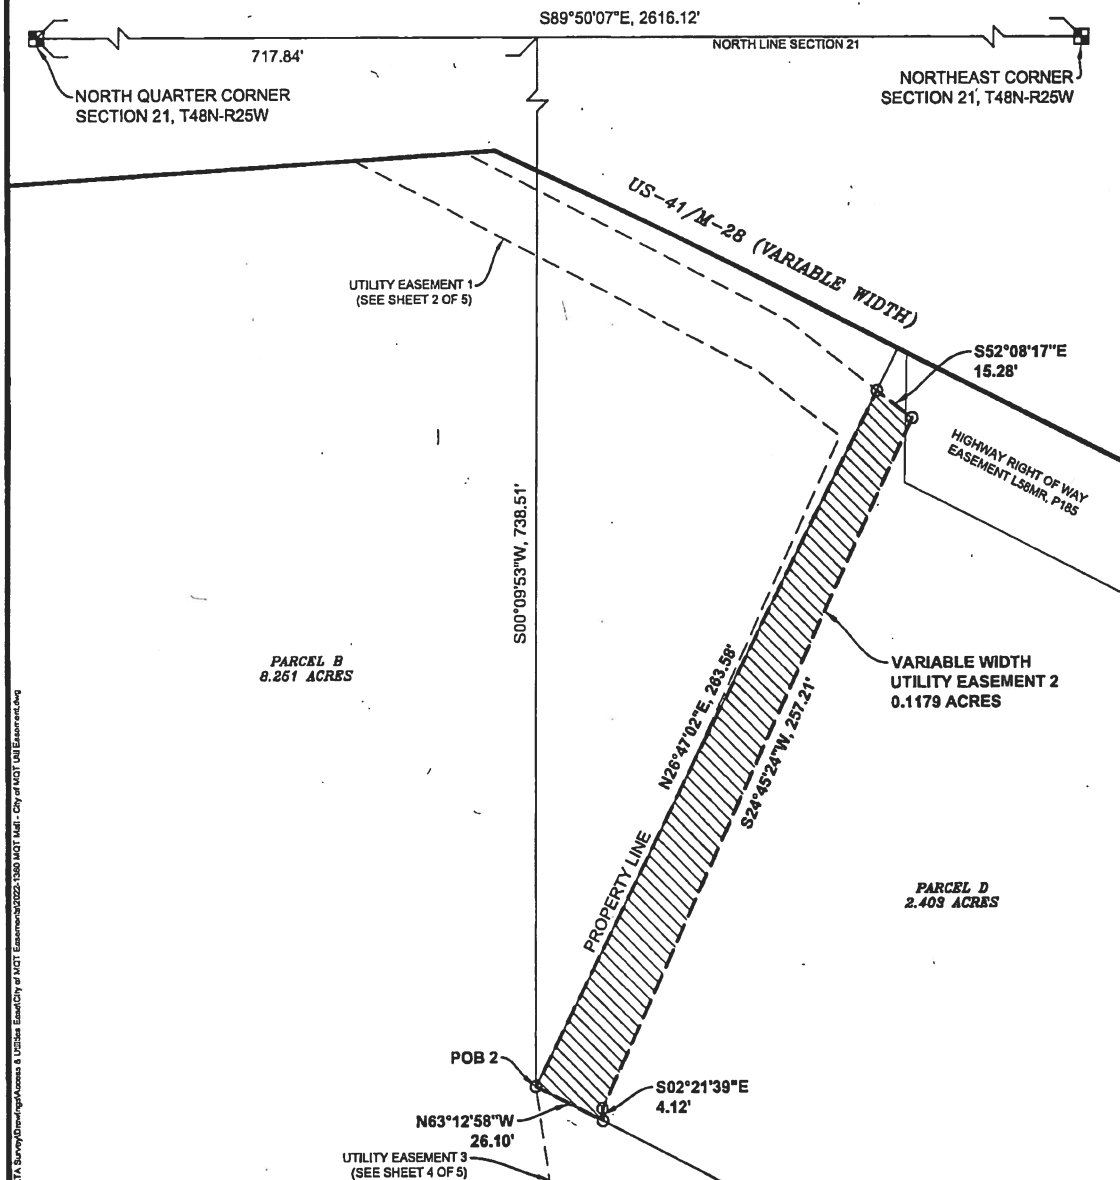 S89°50'07"E, 2616.12'
717.84'
NORTH LINE SECTION 21
NORTH QUARTER CORNER
SECTION 21, T48N-R25W
NORTHEAST CORNER
SECTION 21, T48N-R25W
US-41/M-28 (VARIABLE WIDTH)
UTILITY EASEMENT 1
(SEE SHEET 2 OF 5)
S52°08'17"E
15.28'
HIGHWAY RIGHT OF WAY
EASEMENT L58MR, P185
S00°09'53"W, 738.51'
PARCEL B
8.251 ACRES
N26°47'02"E, 263.58'
S24°45'24"W, 257.21'
VARIABLE WIDTH
UTILITY EASEMENT 2
0.1179 ACRES
PROPERTY LINE
PARCEL D
2.403 ACRES
POB 2
S02°21'39"E
4.12'
N63°12'58"W
26.10'
UTILITY EASEMENT 3
(SEE SHEET 4 OF 5)